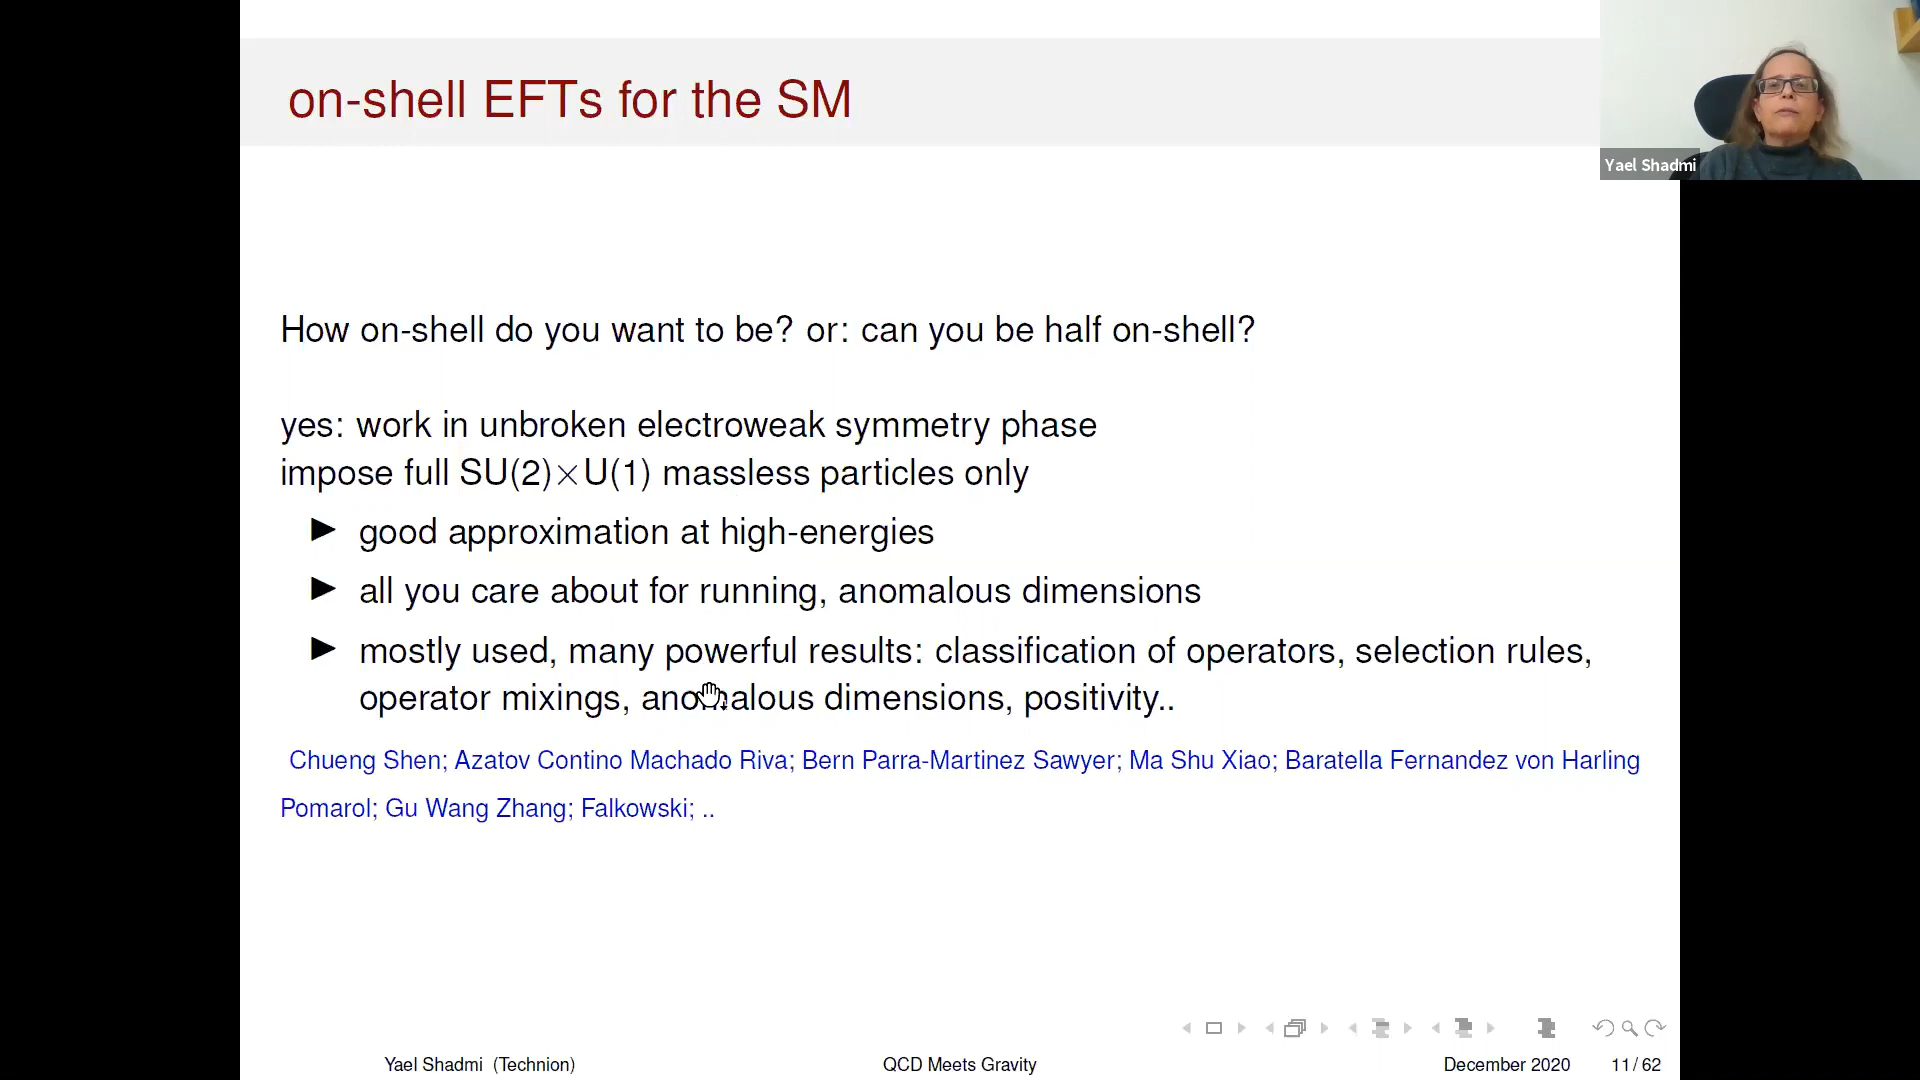 on-shell EFTs for the SM
Yael Shadmi
How on-shell do you want to be? or: can you be half on-shell?
yes: work in unbroken electroweak symmetry phase
impose full SU(2)×U(1) massless particles only
▶ good approximation at high-energies
▶ all you care about for running, anomalous dimensions
▶ mostly used, many powerful results: classification of operators, selection rules,
operator mixings, anomalous dimensions, positivity..
Chueng Shen; Azatov Contino Machado Riva; Bern Parra-Martinez Sawyer; Ma Shu Xiao; Baratella Fernandez von Harling
Pomarol; Gu Wang Zhang; Falkowski; ..
Yael Shadmi (Technion) QCD Meets Gravity December 2020 11/62